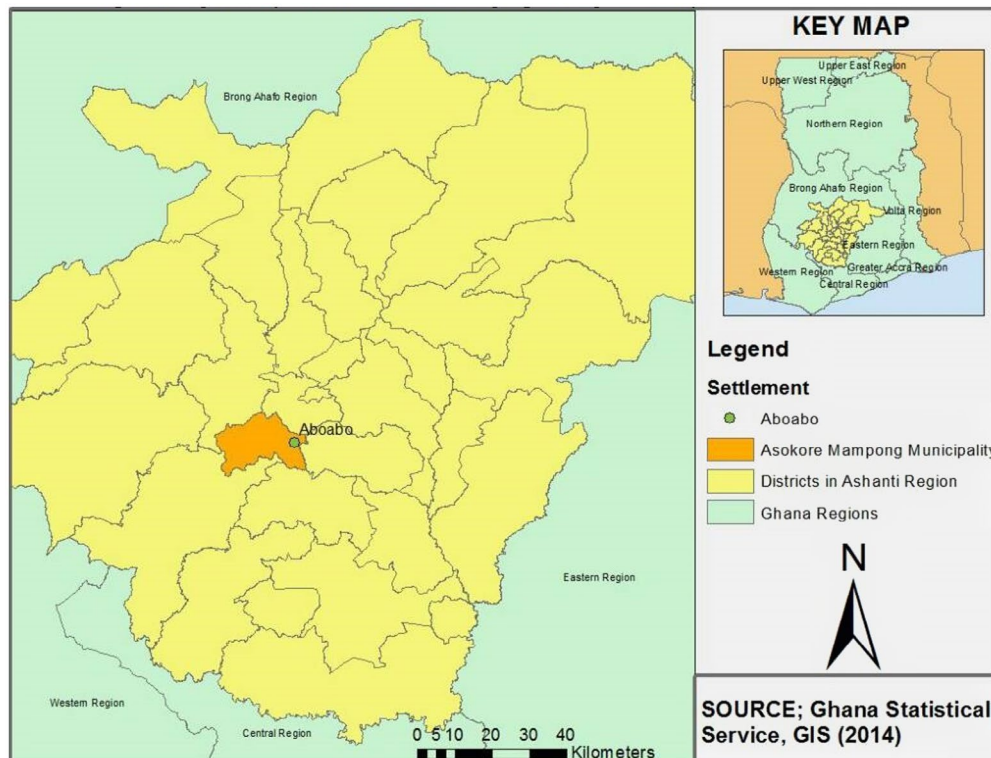 KEY MAP
Upper East Region
Upper West Region
Northern Region
Brong Ahafo Region
Volta Region
Eastern Region
Western Region
Greater Accra Region
Central Region
Brong Ahafo Region
Aboabo
Eastern Region
Western Region
Central Region
0 5 10 20 30 40
Kilometers
Legend
Settlement
Aboabo
Asokore Mampong Municipality
Districts in Ashanti Region
Ghana Regions
N
SOURCE; Ghana Statistical
Service, GIS (2014)